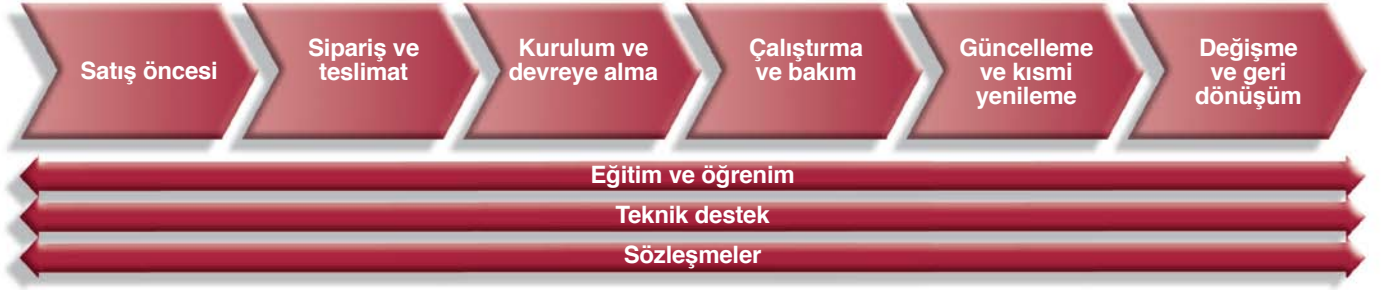 Satış öncesi
Sipariş ve
teslimat
Kurulum ve
devreye alma
Çalıştırma
ve bakım
Güncelleme
ve kısmi
yenileme
Değişme
ve geri
dönüşüm
Eğitim ve öğrenim
Teknik destek
Sözleşmeler